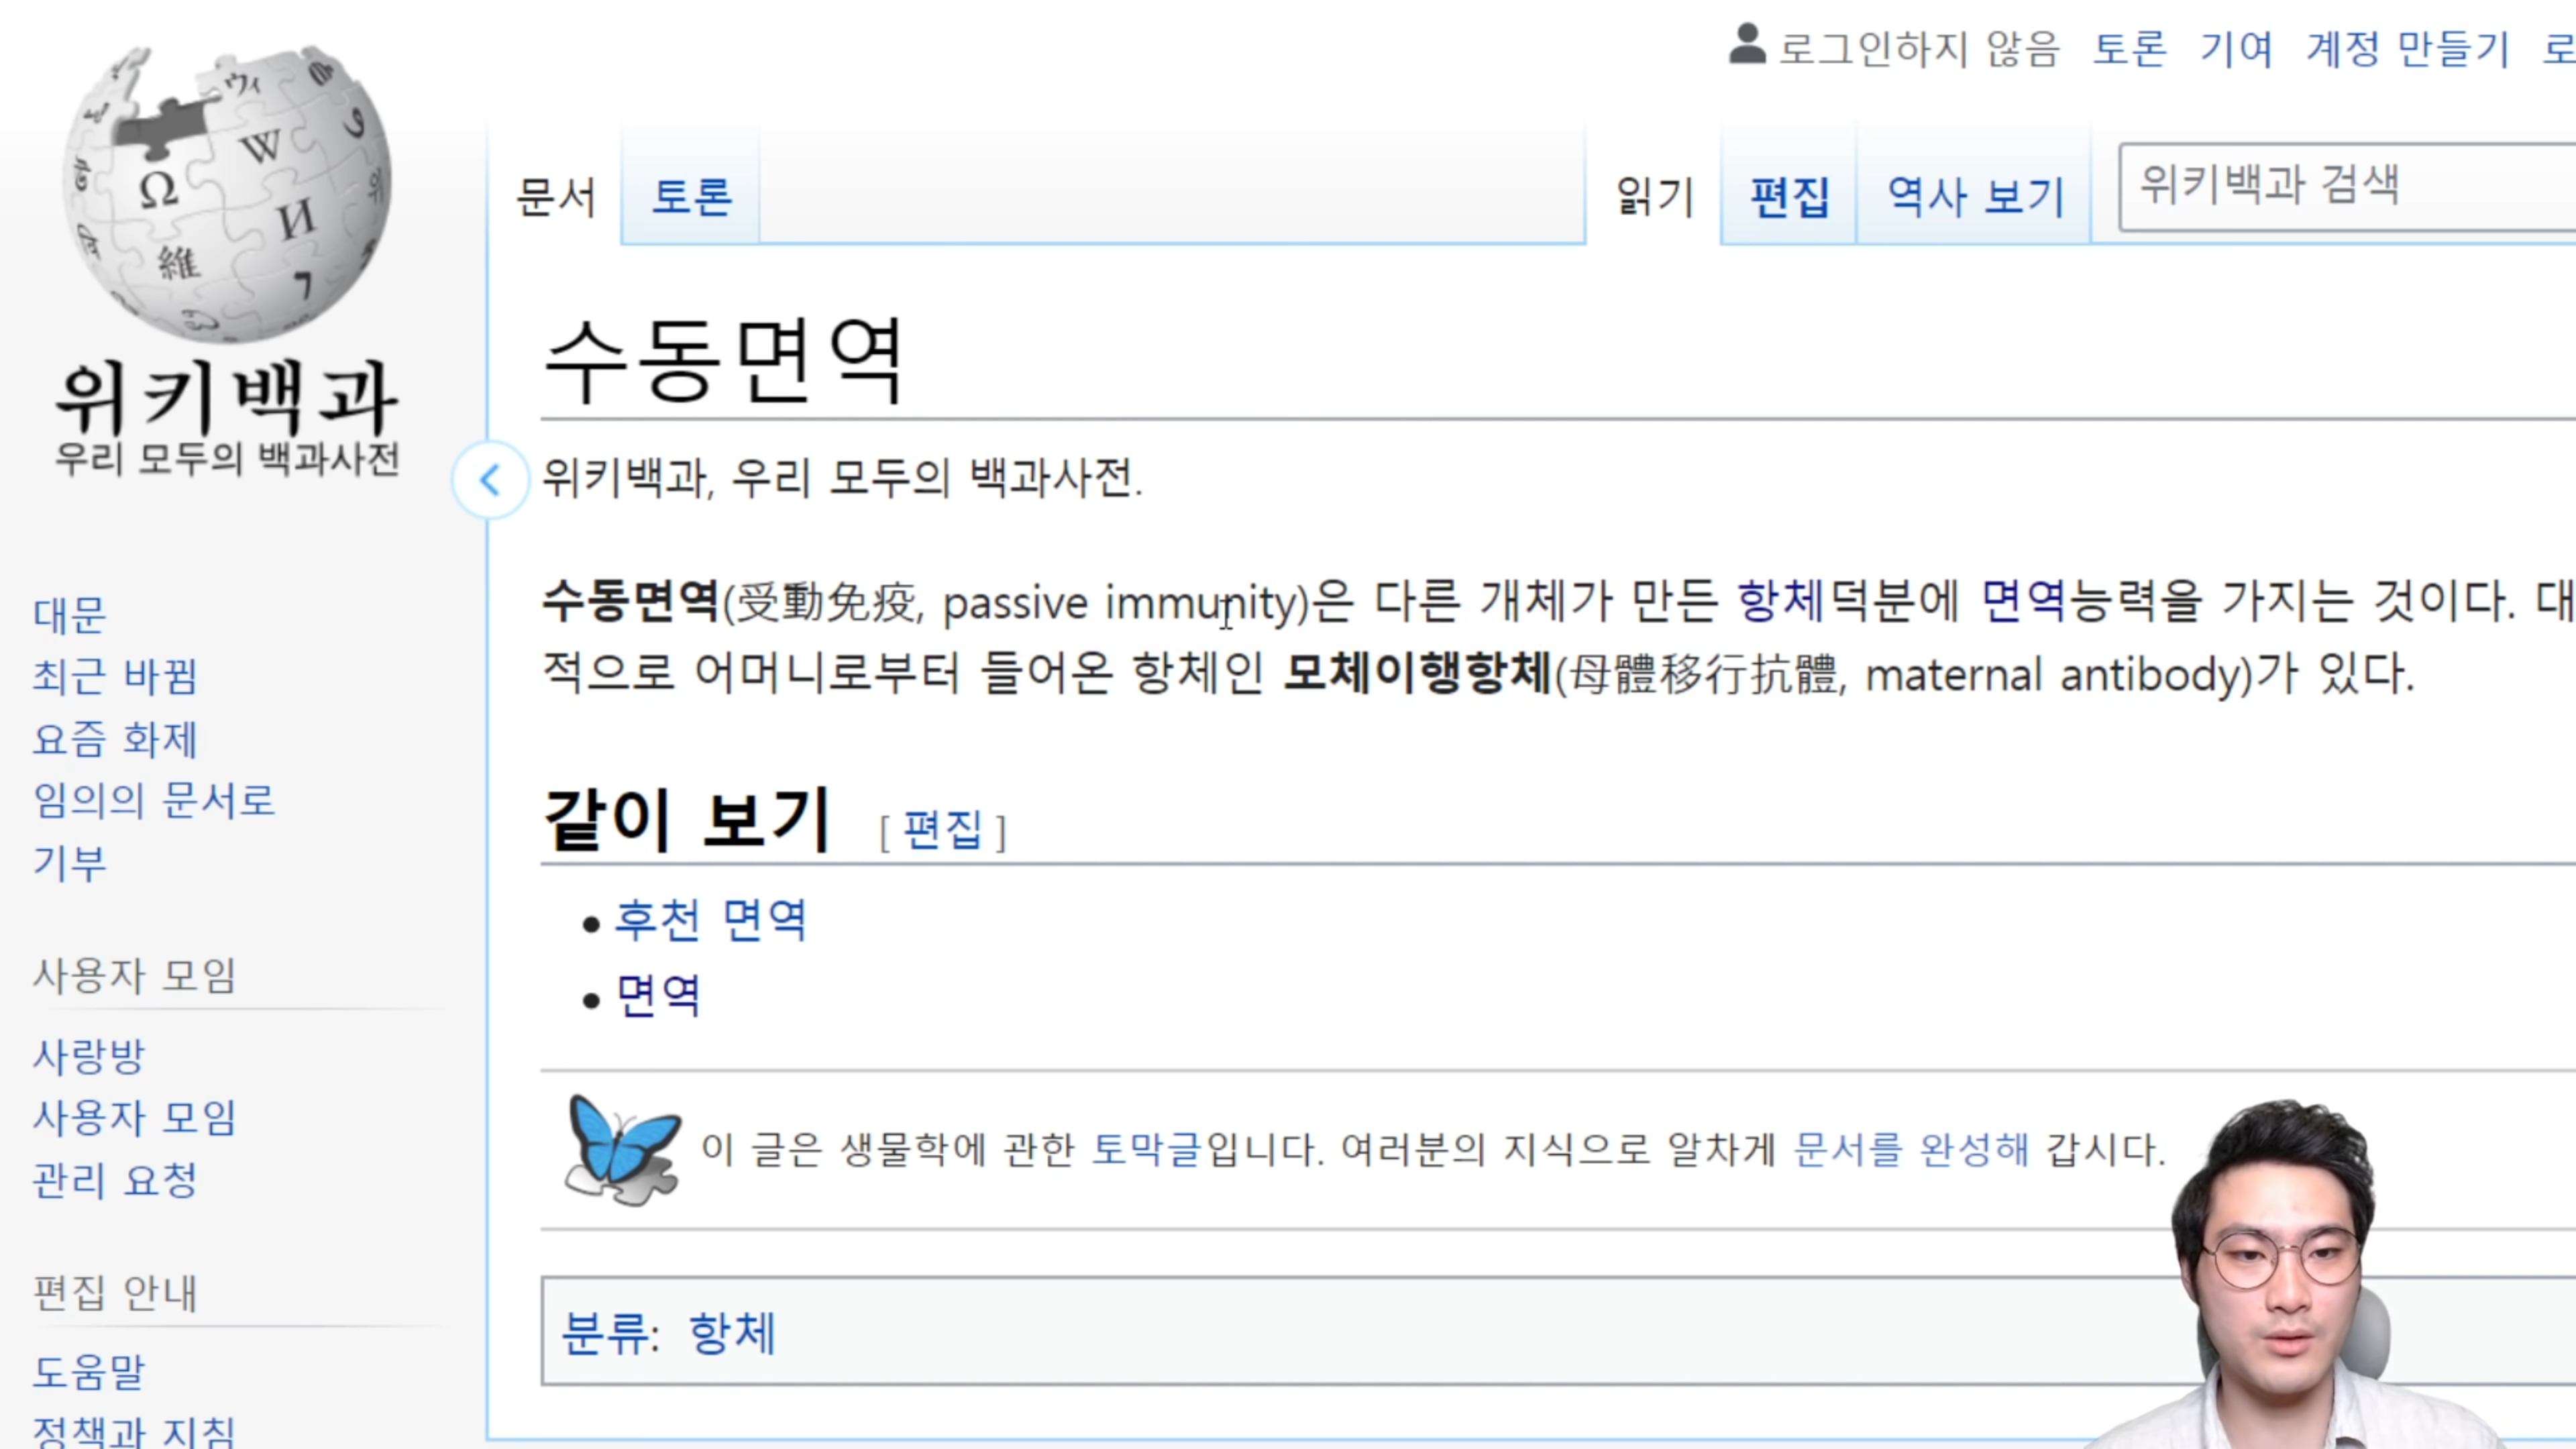 로그인하지 않음 토론 기여 계정 만들기
문서 토론 읽기 편집 역사 보기 위키백과 검색
위키백과
우리 모두의 백과사전
대문
최근 바뀜
요즘 화제
임의의 문서로
기부
사용자 모임
사랑방
사용자 모임
관리 요청
편집 안내
도움말
정책과 지침
수동면역
위키백과, 우리 모두의 백과사전.
수동면역(受動免疫, passive immunity)은 다른 개체가 만든 항체덕분에 면역능력을 가지는 것이다. 대
적으로 어머니로부터 들어온 항체인 모체이행항체(母體移行抗體, maternal antibody)가 있다.
같이 보기 [ 편집 ]
• 후천 면역
• 면역
이 글은 생물학에 관한 토막글입니다. 여러분의 지식으로 알차게 문서를 완성해 갑시다.
분류: 항체